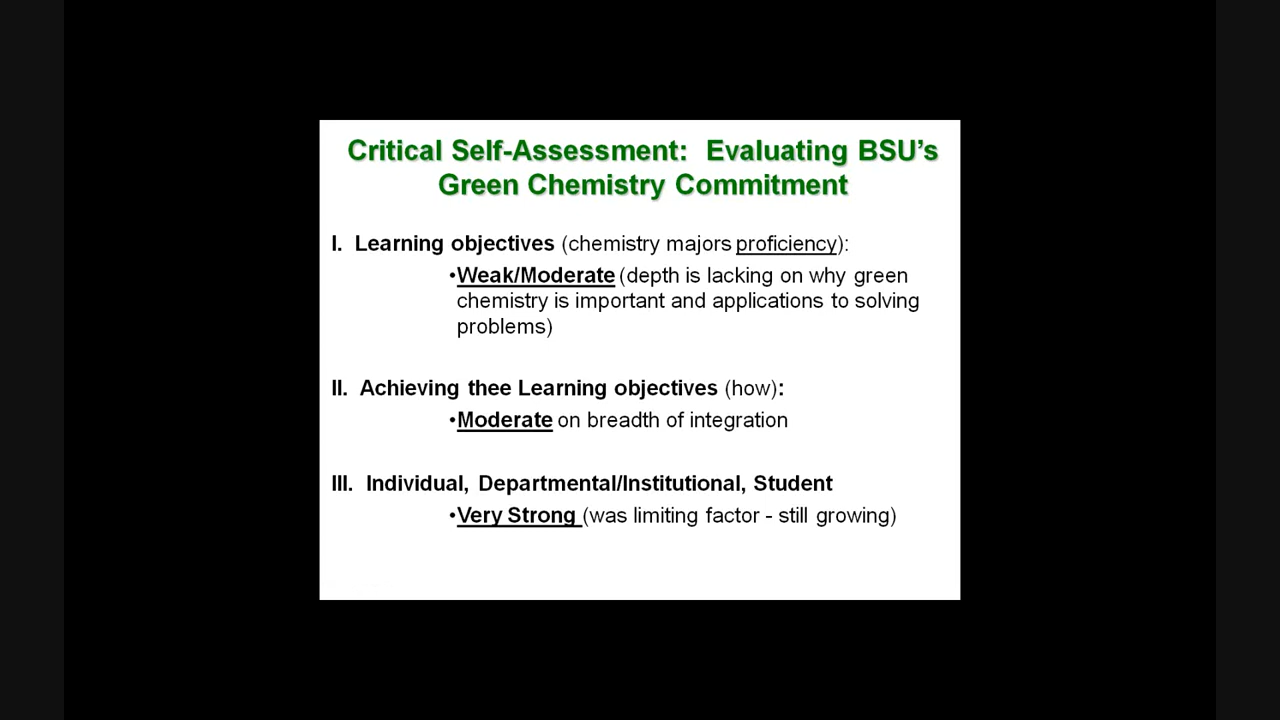 Critical Self-Assessment:  Evaluating BSU’s
Green Chemistry Commitment
I.  Learning objectives (chemistry majors proficiency):
•Weak/Moderate (depth is lacking on why green
chemistry is important and applications to solving
problems)
II.  Achieving thee Learning objectives (how):
•Moderate on breadth of integration
III.  Individual, Departmental/Institutional, Student
•Very Strong (was limiting factor - still growing)